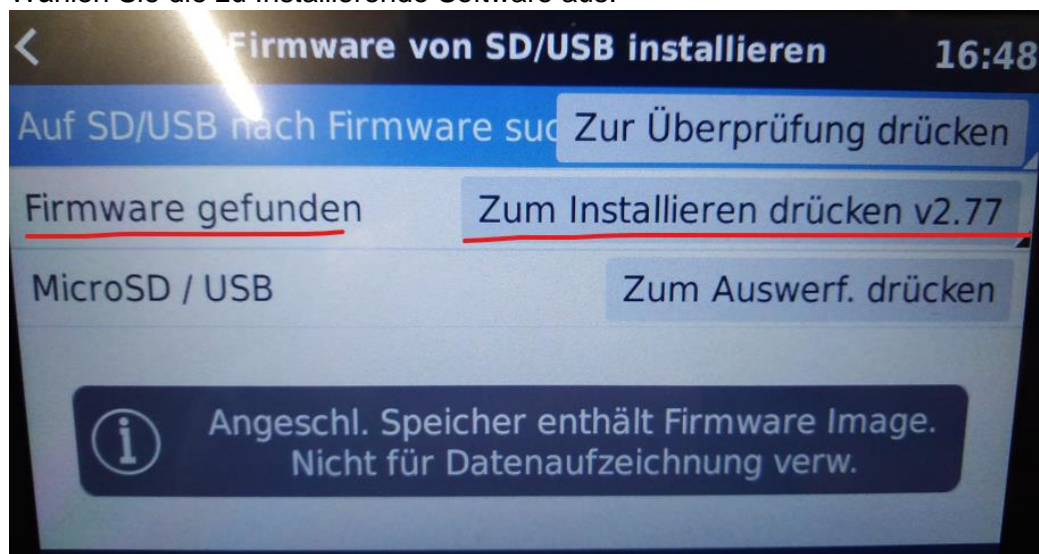 Wählen Sie die zu installierende Software aus:
Firmware von SD/USB installieren 16:48
Auf SD/USB nach Firmware suc Zur Überprüfung drücken
Firmware gefunden Zum Installieren drücken v2.77
MicroSD / USB Zum Auswerf. drücken
Angeschl. Speicher enthält Firmware Image.
Nicht für Datenaufzeichnung verw.